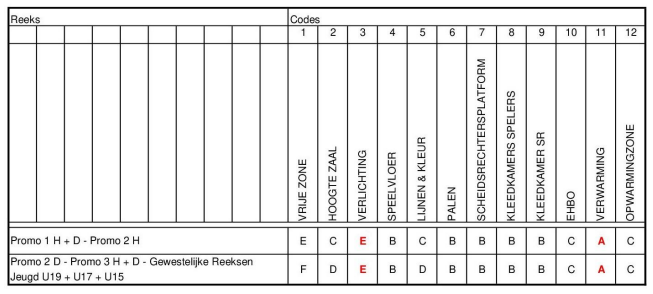 Reeks Codes
1 2 3 4 5 6 7 8 9 10 11 12
VRIJE ZONE
HOOGTE ZAAL
VERLICHTING
SPEELVLOER
LIJNEN & KLEUR
PALEN
SCHEIDSRECHTERSPLATFORM
KLEEDKAMERS SPELERS
KLEEDKAMER SR
EHBO
VERWARMING
OPWARMINGZONE
Promo 1 H + D - Promo 2 H E C E B C B B B B C A C
Promo 2 D - Promo 3 H + D - Gewestelijke Reeksen
Jeugd U19 + U17 + U15 F D E B D B B B B C A C